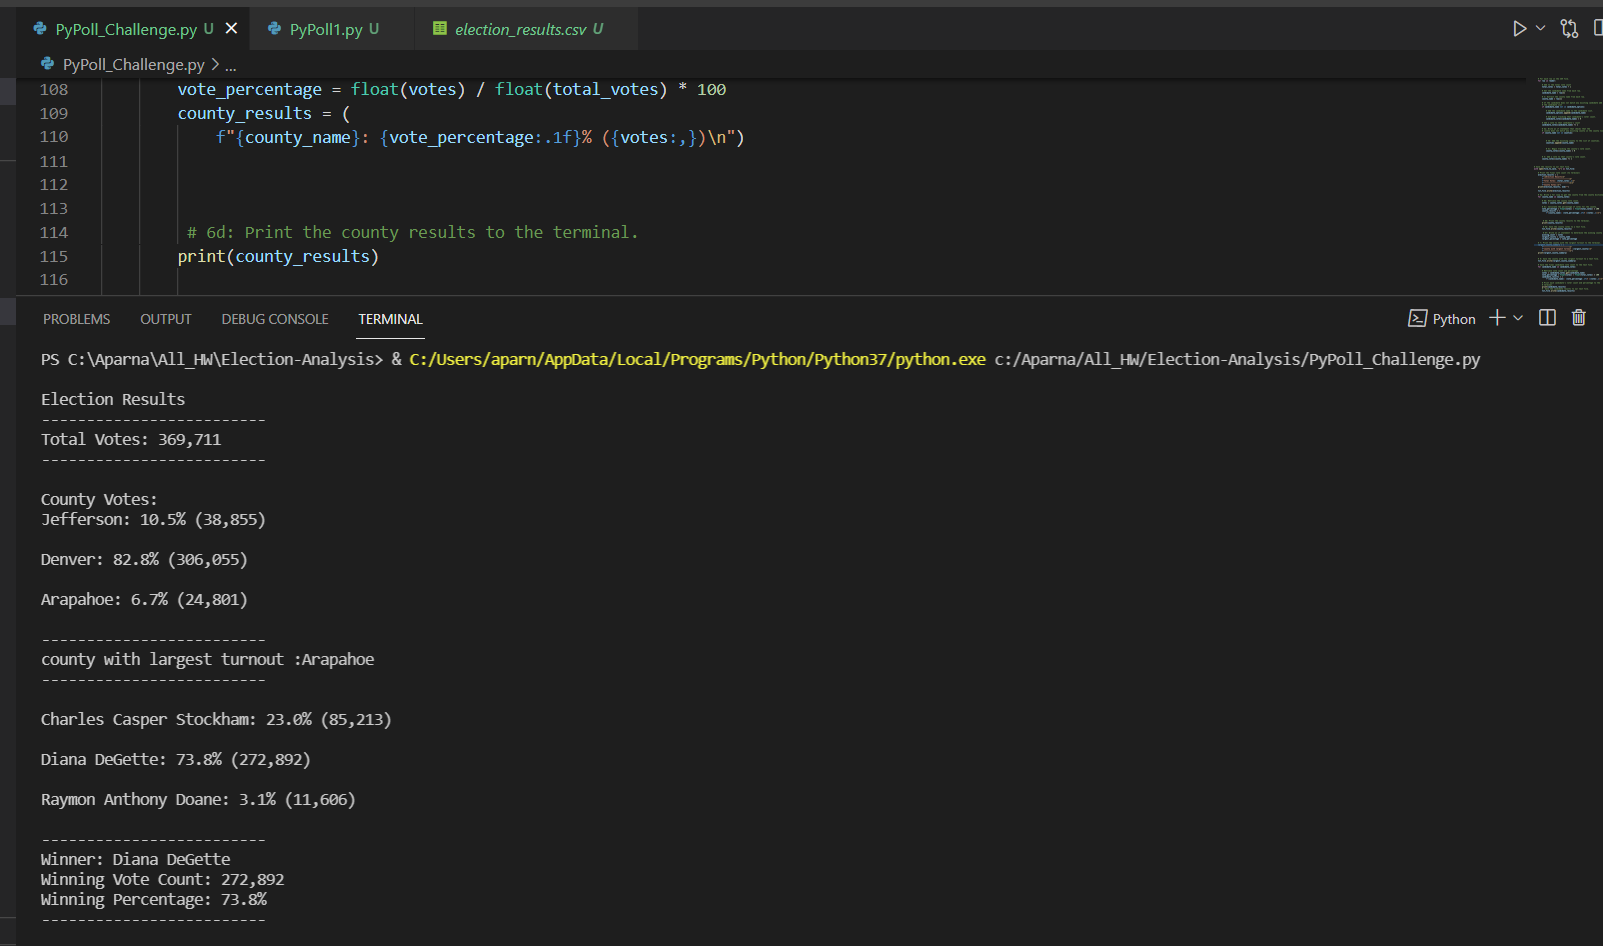 PyPoll_Challenge.py U
PyPoll1.py U
election_results.csv U
PyPoll_Challenge.py > ...
108 vote_percentage = float(votes) / float(total_votes) * 100
109 county_results = (
110 f"{county_name}: {vote_percentage:.1f}% ({votes:,})\n")
111
112
113
114 # 6d: Print the county results to the terminal.
115 print(county_results)
116
PROBLEMS OUTPUT DEBUG CONSOLE TERMINAL
Python
PS C:\Aparna\All_HW\Election-Analysis> & C:/Users/aparn/AppData/Local/Programs/Python/Python37/python.exe c:/Aparna/All_HW/Election-Analysis/PyPoll_Challenge.py
Election Results
-------------------------
Total Votes: 369,711
-------------------------
County Votes:
Jefferson: 10.5% (38,855)
Denver: 82.8% (306,055)
Arapahoe: 6.7% (24,801)
-------------------------
county with largest turnout :Arapahoe
-------------------------
Charles Casper Stockham: 23.0% (85,213)
Diana DeGette: 73.8% (272,892)
Raymon Anthony Doane: 3.1% (11,606)
-------------------------
Winner: Diana DeGette
Winning Vote Count: 272,892
Winning Percentage: 73.8%
-------------------------